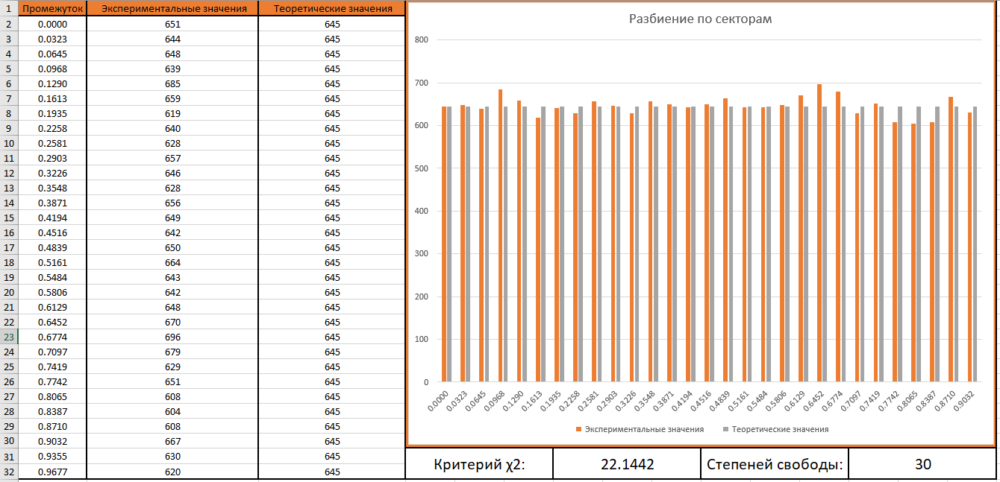 1 Промежуток Экспериментальные значения Теоретические значения
2 0.0000 651 645
3 0.0323 644 645
4 0.0645 648 645
5 0.0968 639 645
6 0.1290 685 645
7 0.1613 659 645
8 0.1935 619 645
9 0.2258 640 645
10 0.2581 628 645
11 0.2903 657 645
12 0.3226 646 645
13 0.3548 628 645
14 0.3871 656 645
15 0.4194 649 645
16 0.4516 642 645
17 0.4839 650 645
18 0.5161 664 645
19 0.5484 643 645
20 0.5806 642 645
21 0.6129 648 645
22 0.6452 670 645
23 0.6774 696 645
24 0.7097 679 645
25 0.7419 629 645
26 0.7742 651 645
27 0.8065 608 645
28 0.8387 604 645
29 0.8710 608 645
30 0.9032 667 645
31 0.9355 630 645
32 0.9677 620 645
Разбиение по секторам
800
700
600
500
400
300
200
100
0
0.0000 0.0323 0.0645 0.0968 0.1290 0.1613 0.1935 0.2258 0.2581 0.2903 0.3226 0.3548 0.3871 0.4194 0.4516 0.4839 0.5161 0.5484 0.5806 0.6129 0.6452 0.6774 0.7097 0.7419 0.7742 0.8065 0.8387 0.8710 0.9032
Экспериментальные значения Теоретические значения
Критерий χ2: 22.1442 Степеней свободы: 30